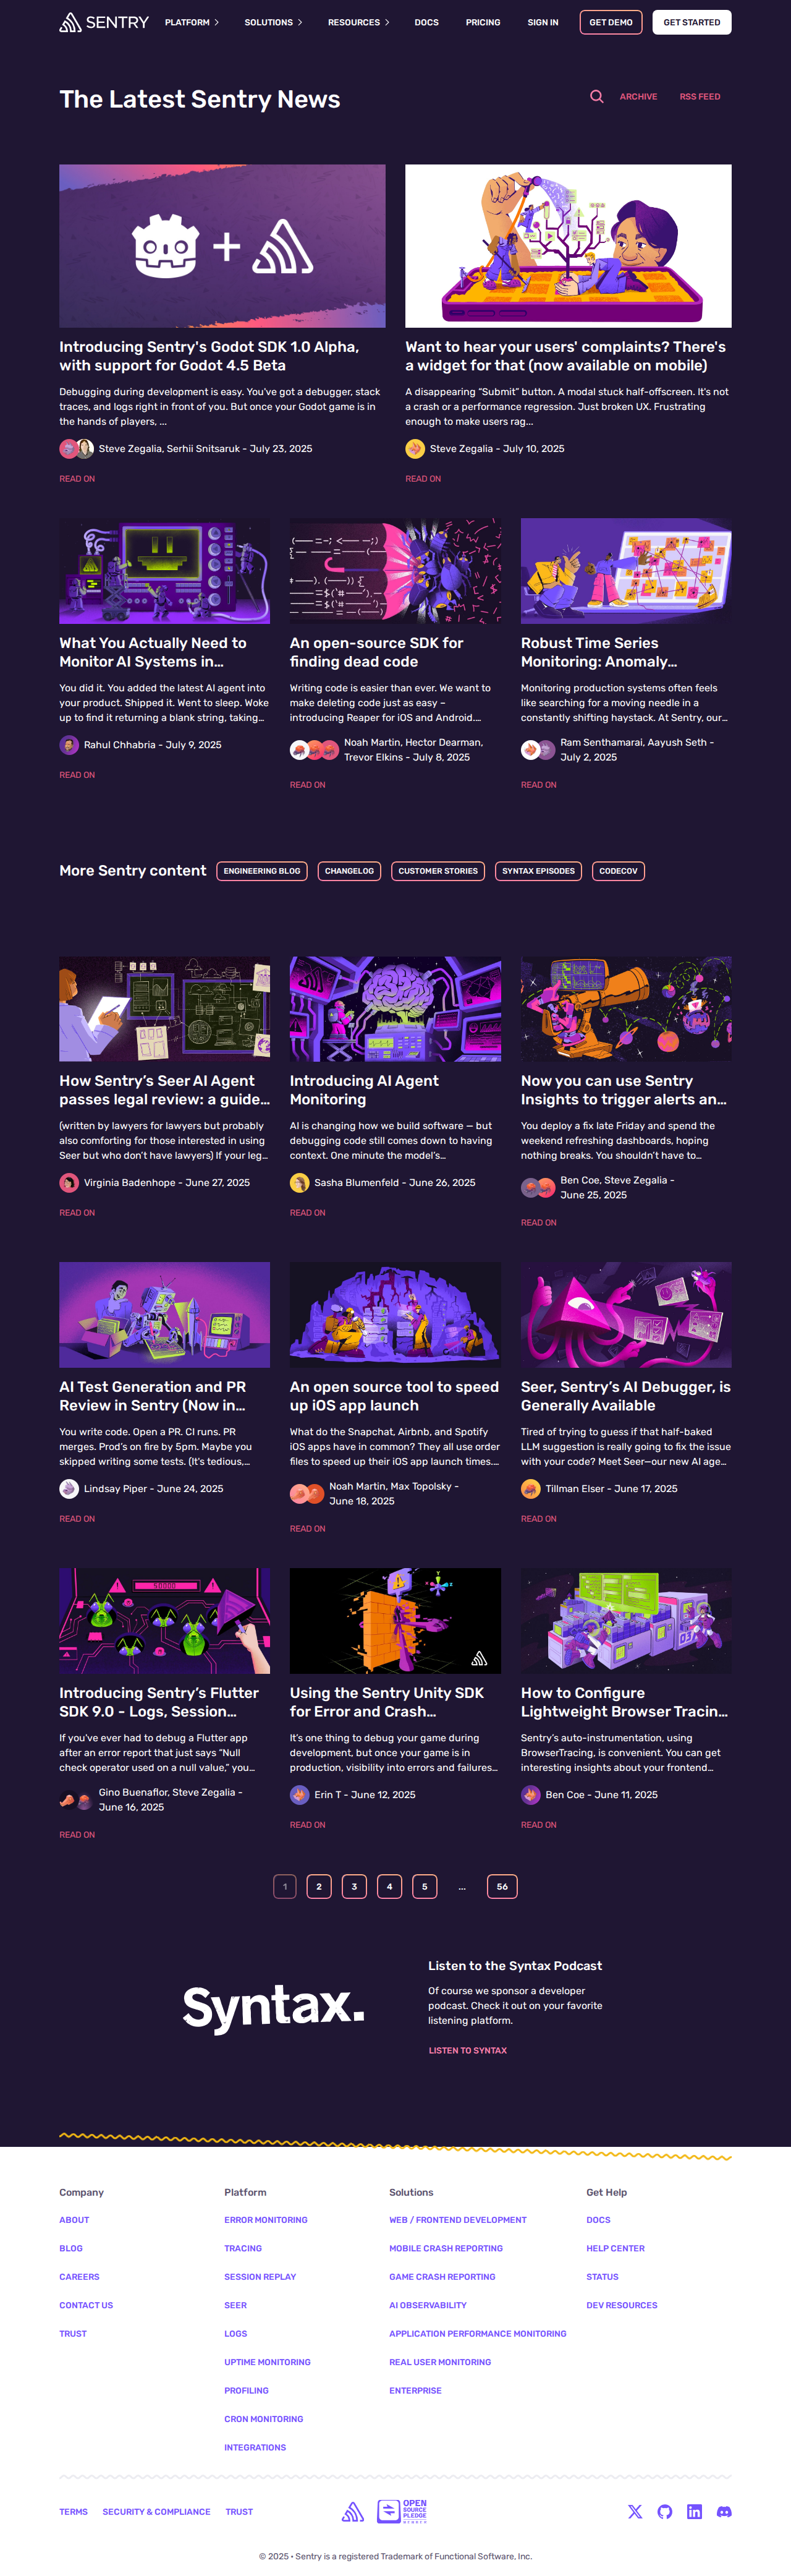 SENTRY PLATFORM SOLUTIONS RESOURCES DOCS PRICING SIGN IN GET DEMO GET STARTED
The Latest Sentry News
ARCHIVE RSS FEED
Introducing Sentry's Godot SDK 1.0 Alpha,
with support for Godot 4.5 Beta
Debugging during development is easy. You've got a debugger, stack
traces, and logs right in front of you. But once your Godot game is in
the hands of players, ...
Steve Zegalia, Serhii Snitsaruk - July 23, 2025
READ ON
Want to hear your users' complaints? There's
a widget for that (now available on mobile)
A disappearing “Submit” button. A modal stuck half-offscreen. It's not
a crash or a performance regression. Just broken UX. Frustrating
enough to make users rag...
Steve Zegalia - July 10, 2025
READ ON
What You Actually Need to
Monitor AI Systems in...
You did it. You added the latest AI agent into
your product. Shipped it. Went to sleep. Woke
up to find it returning a blank string, taking...
Rahul Chhabria - July 9, 2025
READ ON
An open-source SDK for
finding dead code
Writing code is easier than ever. We want to
make deleting code just as easy –
introducing Reaper for iOS and Android....
Noah Martin, Hector Dearman,
Trevor Elkins - July 8, 2025
READ ON
Robust Time Series
Monitoring: Anomaly...
Monitoring production systems often feels
like searching for a moving needle in a
constantly shifting haystack. At Sentry, our...
Ram Senthamarai, Aayush Seth -
July 2, 2025
READ ON
More Sentry content
ENGINEERING BLOG CHANGELOG CUSTOMER STORIES SYNTAX EPISODES CODECOV
How Sentry’s Seer AI Agent
passes legal review: a guide...
(written by lawyers for lawyers but probably
also comforting for those interested in using
Seer but who don’t have lawyers) If your leg...
Virginia Badenhope - June 27, 2025
READ ON
Introducing AI Agent
Monitoring
AI is changing how we build software — but
debugging code still comes down to having
context. One minute the model’s...
Sasha Blumenfeld - June 26, 2025
READ ON
Now you can use Sentry
Insights to trigger alerts an...
You deploy a fix late Friday and spend the
weekend refreshing dashboards, hoping
nothing breaks. You shouldn’t have to...
Ben Coe, Steve Zegalia -
June 25, 2025
READ ON
AI Test Generation and PR
Review in Sentry (Now in...
You write code. Open a PR. CI runs. PR
merges. Prod’s on fire by 5pm. Maybe you
skipped writing some tests. (It’s tedious,...
Lindsay Piper - June 24, 2025
READ ON
An open source tool to speed
up iOS app launch
What do the Snapchat, Airbnb, and Spotify
iOS apps have in common? They all use order
files to speed up their iOS app launch times....
Noah Martin, Max Topolsky -
June 18, 2025
READ ON
Seer, Sentry’s AI Debugger, is
Generally Available
Tired of trying to guess if that half-baked
LLM suggestion is really going to fix the issue
with your code? Meet Seer—our new AI age...
Tillman Elser - June 17, 2025
READ ON
Introducing Sentry’s Flutter
SDK 9.0 - Logs, Session...
If you’ve ever had to debug a Flutter app
after an error report that just says “Null
check operator used on a null value,” you...
Gino Buenaflor, Steve Zegalia -
June 16, 2025
READ ON
Using the Sentry Unity SDK
for Error and Crash...
It’s one thing to debug your game during
development, but once your game is in
production, visibility into errors and failures...
Erin T - June 12, 2025
READ ON
How to Configure
Lightweight Browser Tracin...
Sentry’s auto-instrumentation, using
BrowserTracing, is convenient. You can get
interesting insights about your frontend...
Ben Coe - June 11, 2025
READ ON
1 2 3 4 5 ... 56
Syntax.
Listen to the Syntax Podcast
Of course we sponsor a developer
podcast. Check it out on your favorite
listening platform.
LISTEN TO SYNTAX
Company
ABOUT
BLOG
CAREERS
CONTACT US
TRUST
Platform
ERROR MONITORING
TRACING
SESSION REPLAY
SEER
LOGS
UPTIME MONITORING
PROFILING
CRON MONITORING
INTEGRATIONS
Solutions
WEB / FRONTEND DEVELOPMENT
MOBILE CRASH REPORTING
GAME CRASH REPORTING
AI OBSERVABILITY
APPLICATION PERFORMANCE MONITORING
REAL USER MONITORING
ENTERPRISE
Get Help
DOCS
HELP CENTER
STATUS
DEV RESOURCES
TERMS SECURITY & COMPLIANCE TRUST
OPEN
SOURCE
PLEDGE
MEMBER
© 2025 • Sentry is a registered Trademark of Functional Software, Inc.